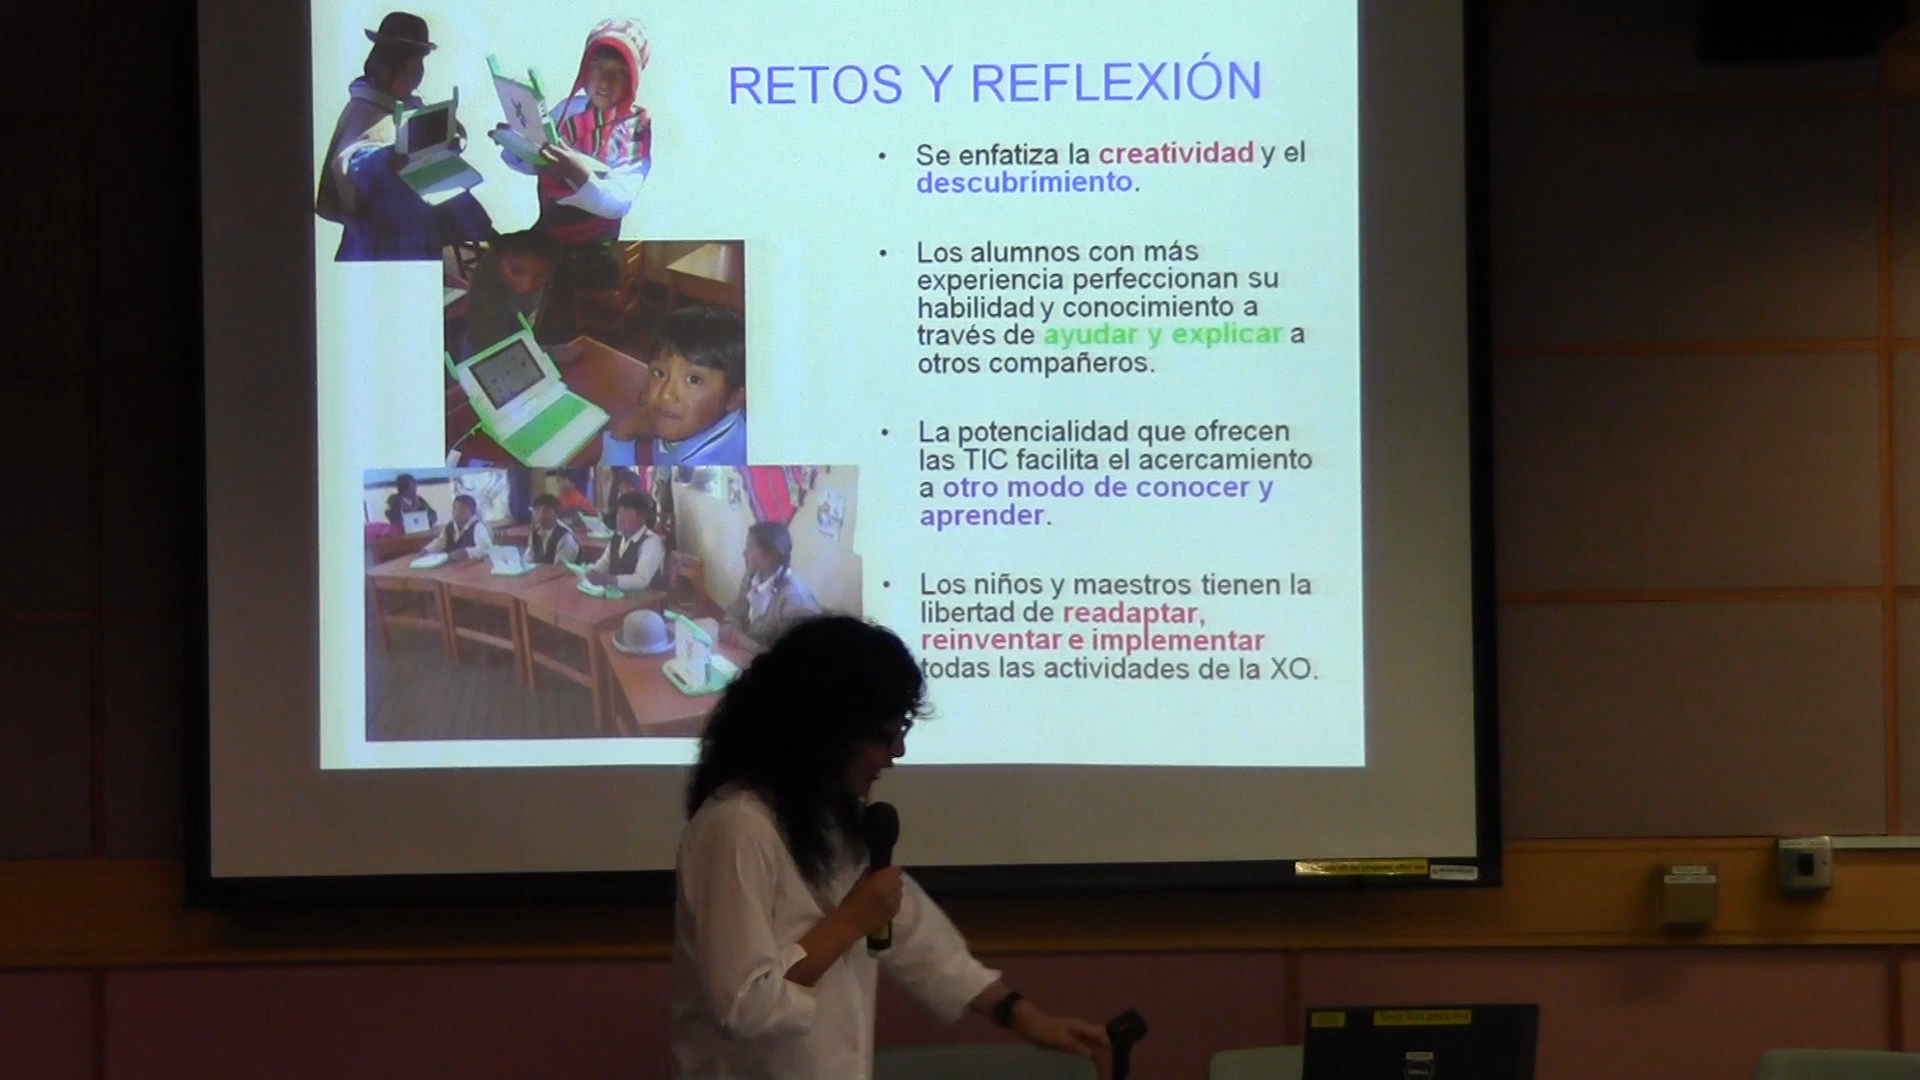 RETOS Y REFLEXIÓN
• Se enfatiza la creatividad y el
descubrimiento.
• Los alumnos con más
experiencia perfeccionan su
habilidad y conocimiento a
través de ayudar y explicar a
otros compañeros.
• La potencialidad que ofrecen
las TIC facilita el acercamiento
a otro modo de conocer y
aprender.
• Los niños y maestros tienen la
libertad de readaptar,
reinventar e implementar
todas las actividades de la XO.